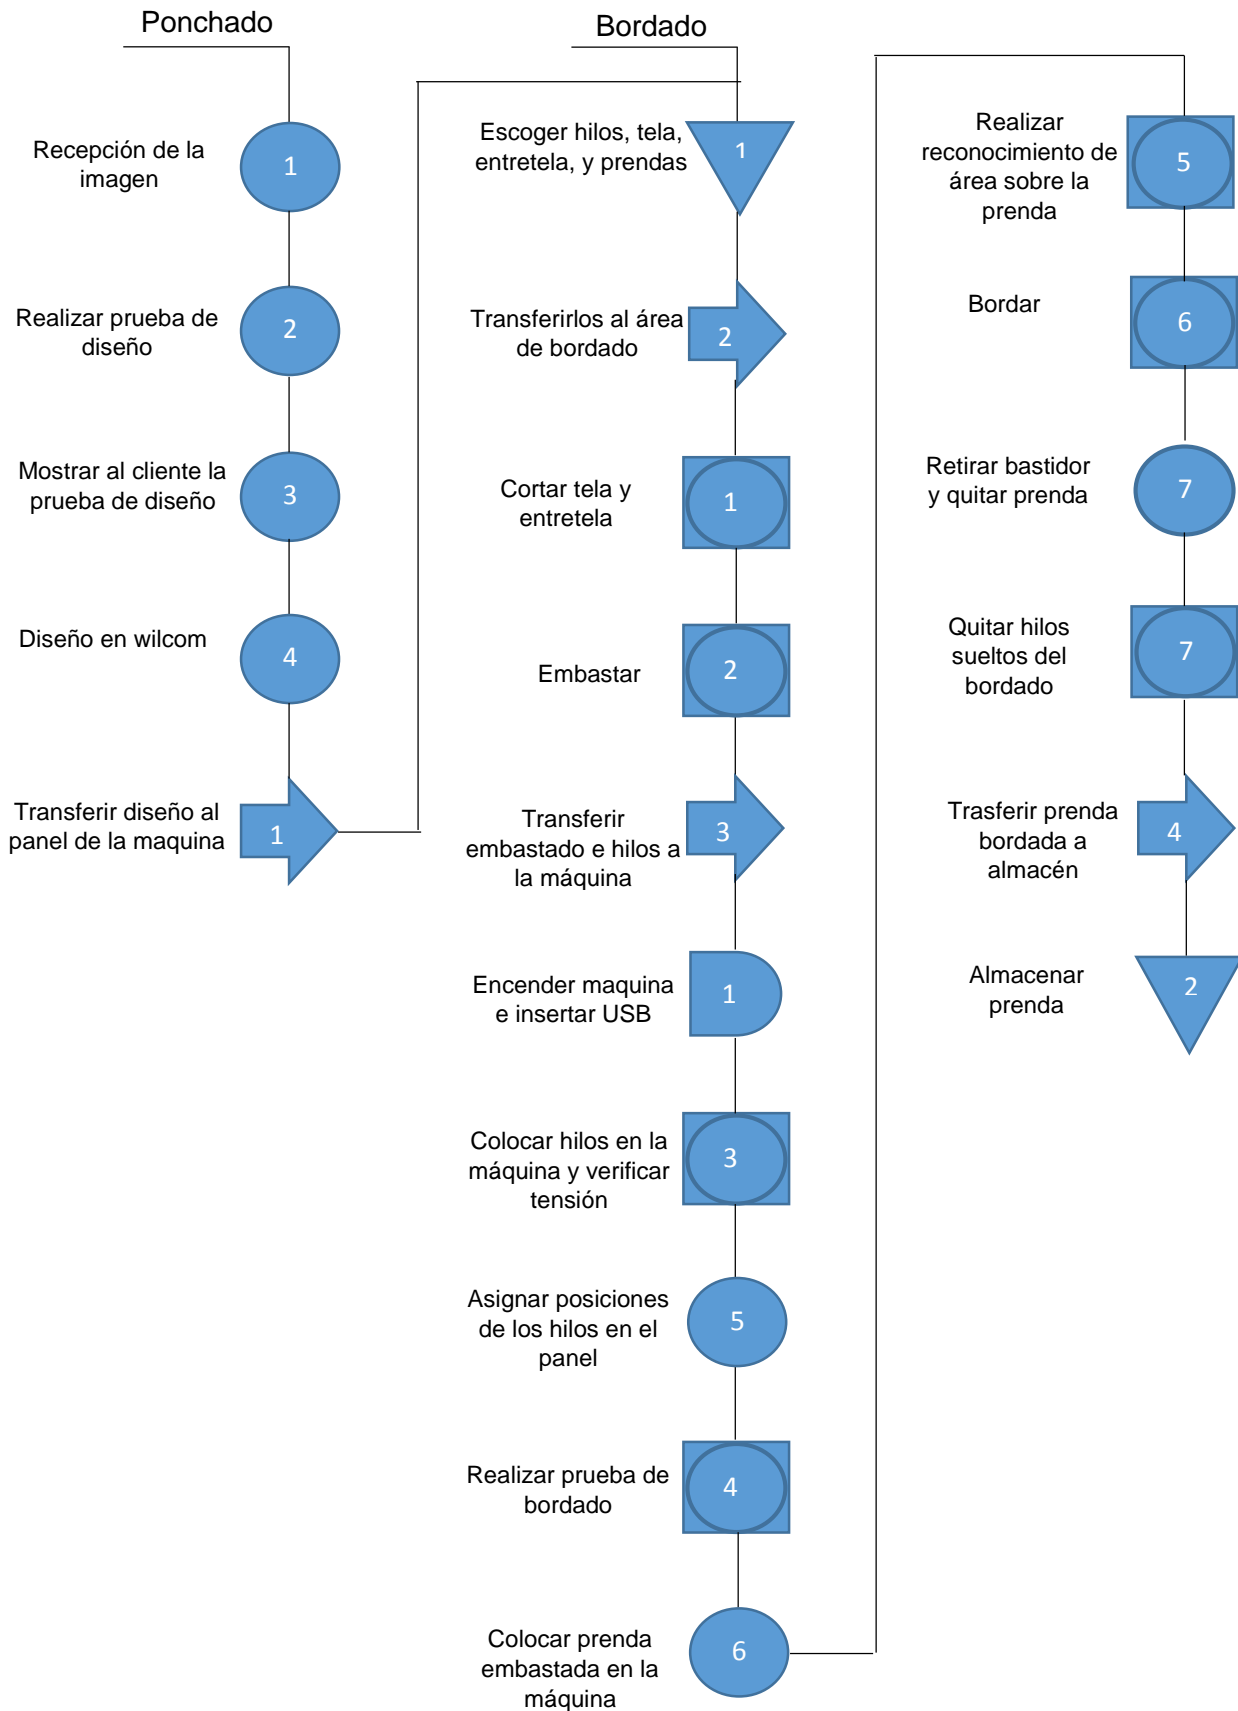 Ponchado
Recepción de la
imagen
1
Realizar prueba de
diseño
2
Mostrar al cliente la
prueba de diseño
3
Diseño en wilcom
4
Transferir diseño al
panel de la maquina
1
Bordado
Escoger hilos, tela,
entretela, y prendas
1
Transferirlos al área
de bordado
2
Cortar tela y
entretela
1
Embastar
2
Transferir
embastado e hilos a
la máquina
3
Encender maquina
e insertar USB
1
Colocar hilos en la
máquina y verificar
tensión
3
Asignar posiciones
de los hilos en el
panel
5
Realizar prueba de
bordado
4
Colocar prenda
embastada en la
máquina
6
Realizar
reconocimiento de
área sobre la
prenda
5
Bordar
6
Retirar bastidor
y quitar prenda
7
Quitar hilos
sueltos del
bordado
7
Trasferir prenda
bordada a
almacén
4
Almacenar
prenda
2